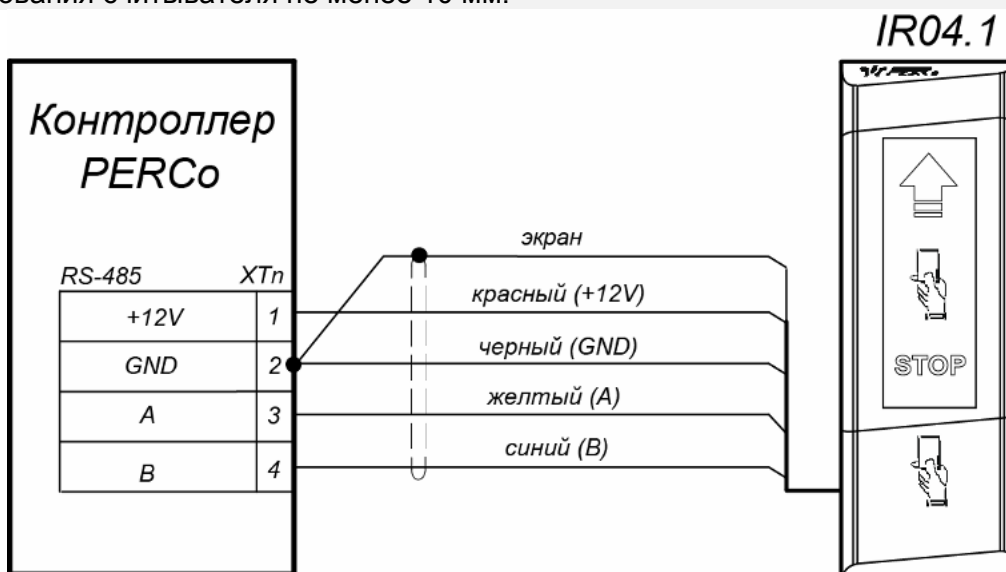 IR04.1
Контроллер
PERCo
RS-485 XTn
+12V 1
GND 2
A 3
B 4
экран
красный (+12V)
черный (GND)
желтый (A)
синий (B)
STOP